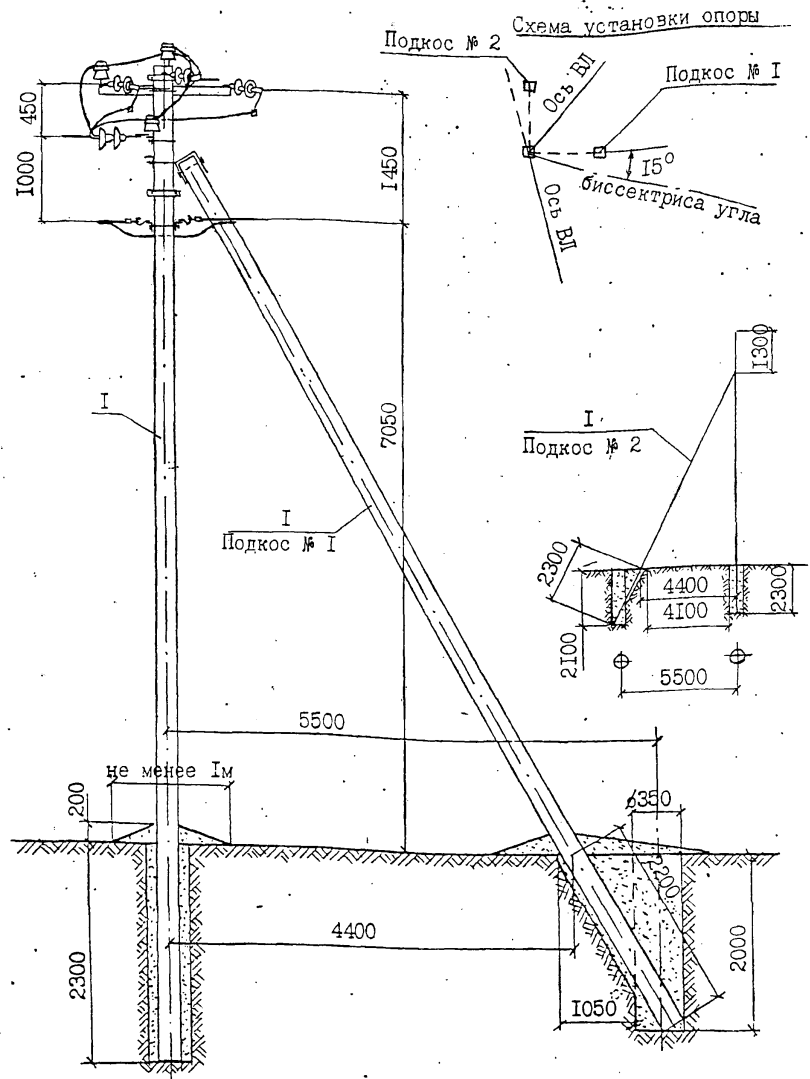 Схема установки опоры
Подкос № 2
Ось ВЛ
Подкос № I
I5°
биссектриса угла
Ось ВЛ
450
I000
I450
7050
I
I
Подкос № I
I300
I
Подкос № 2
2300
4400
4I00
2300
2I00
5500
5500
не менее Iм
200
ϕ350
2200
4400
2300
I050
2000